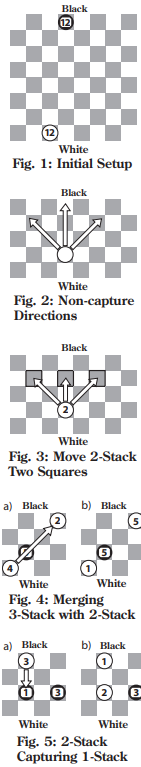 Black
12
12
White
Fig. 1: Initial Setup
Black
White
Fig. 2: Non-capture
Directions
Black
2
White
Fig. 3: Move 2-Stack
Two Squares
a) Black b) Black
2 5
5
4 1
White White
Fig. 4: Merging
3-Stack with 2-Stack
a) Black b) Black
3 1
1 3 2 3
White White
Fig. 5: 2-Stack
Capturing 1-Stack